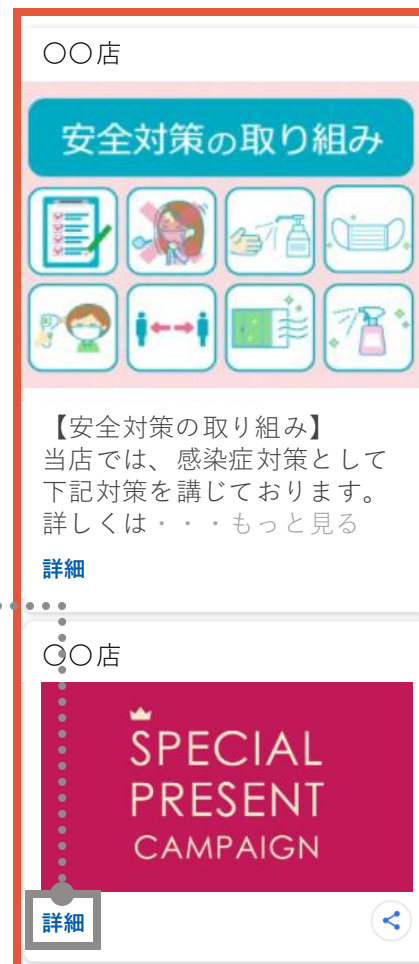 〇〇店
安全対策の取り組み
【安全対策の取り組み】
当店では、感染症対策として
下記対策を講じております。
詳しくは・・・もっと見る
詳細
〇〇店
SPECIAL
PRESENT
CAMPAIGN
詳細